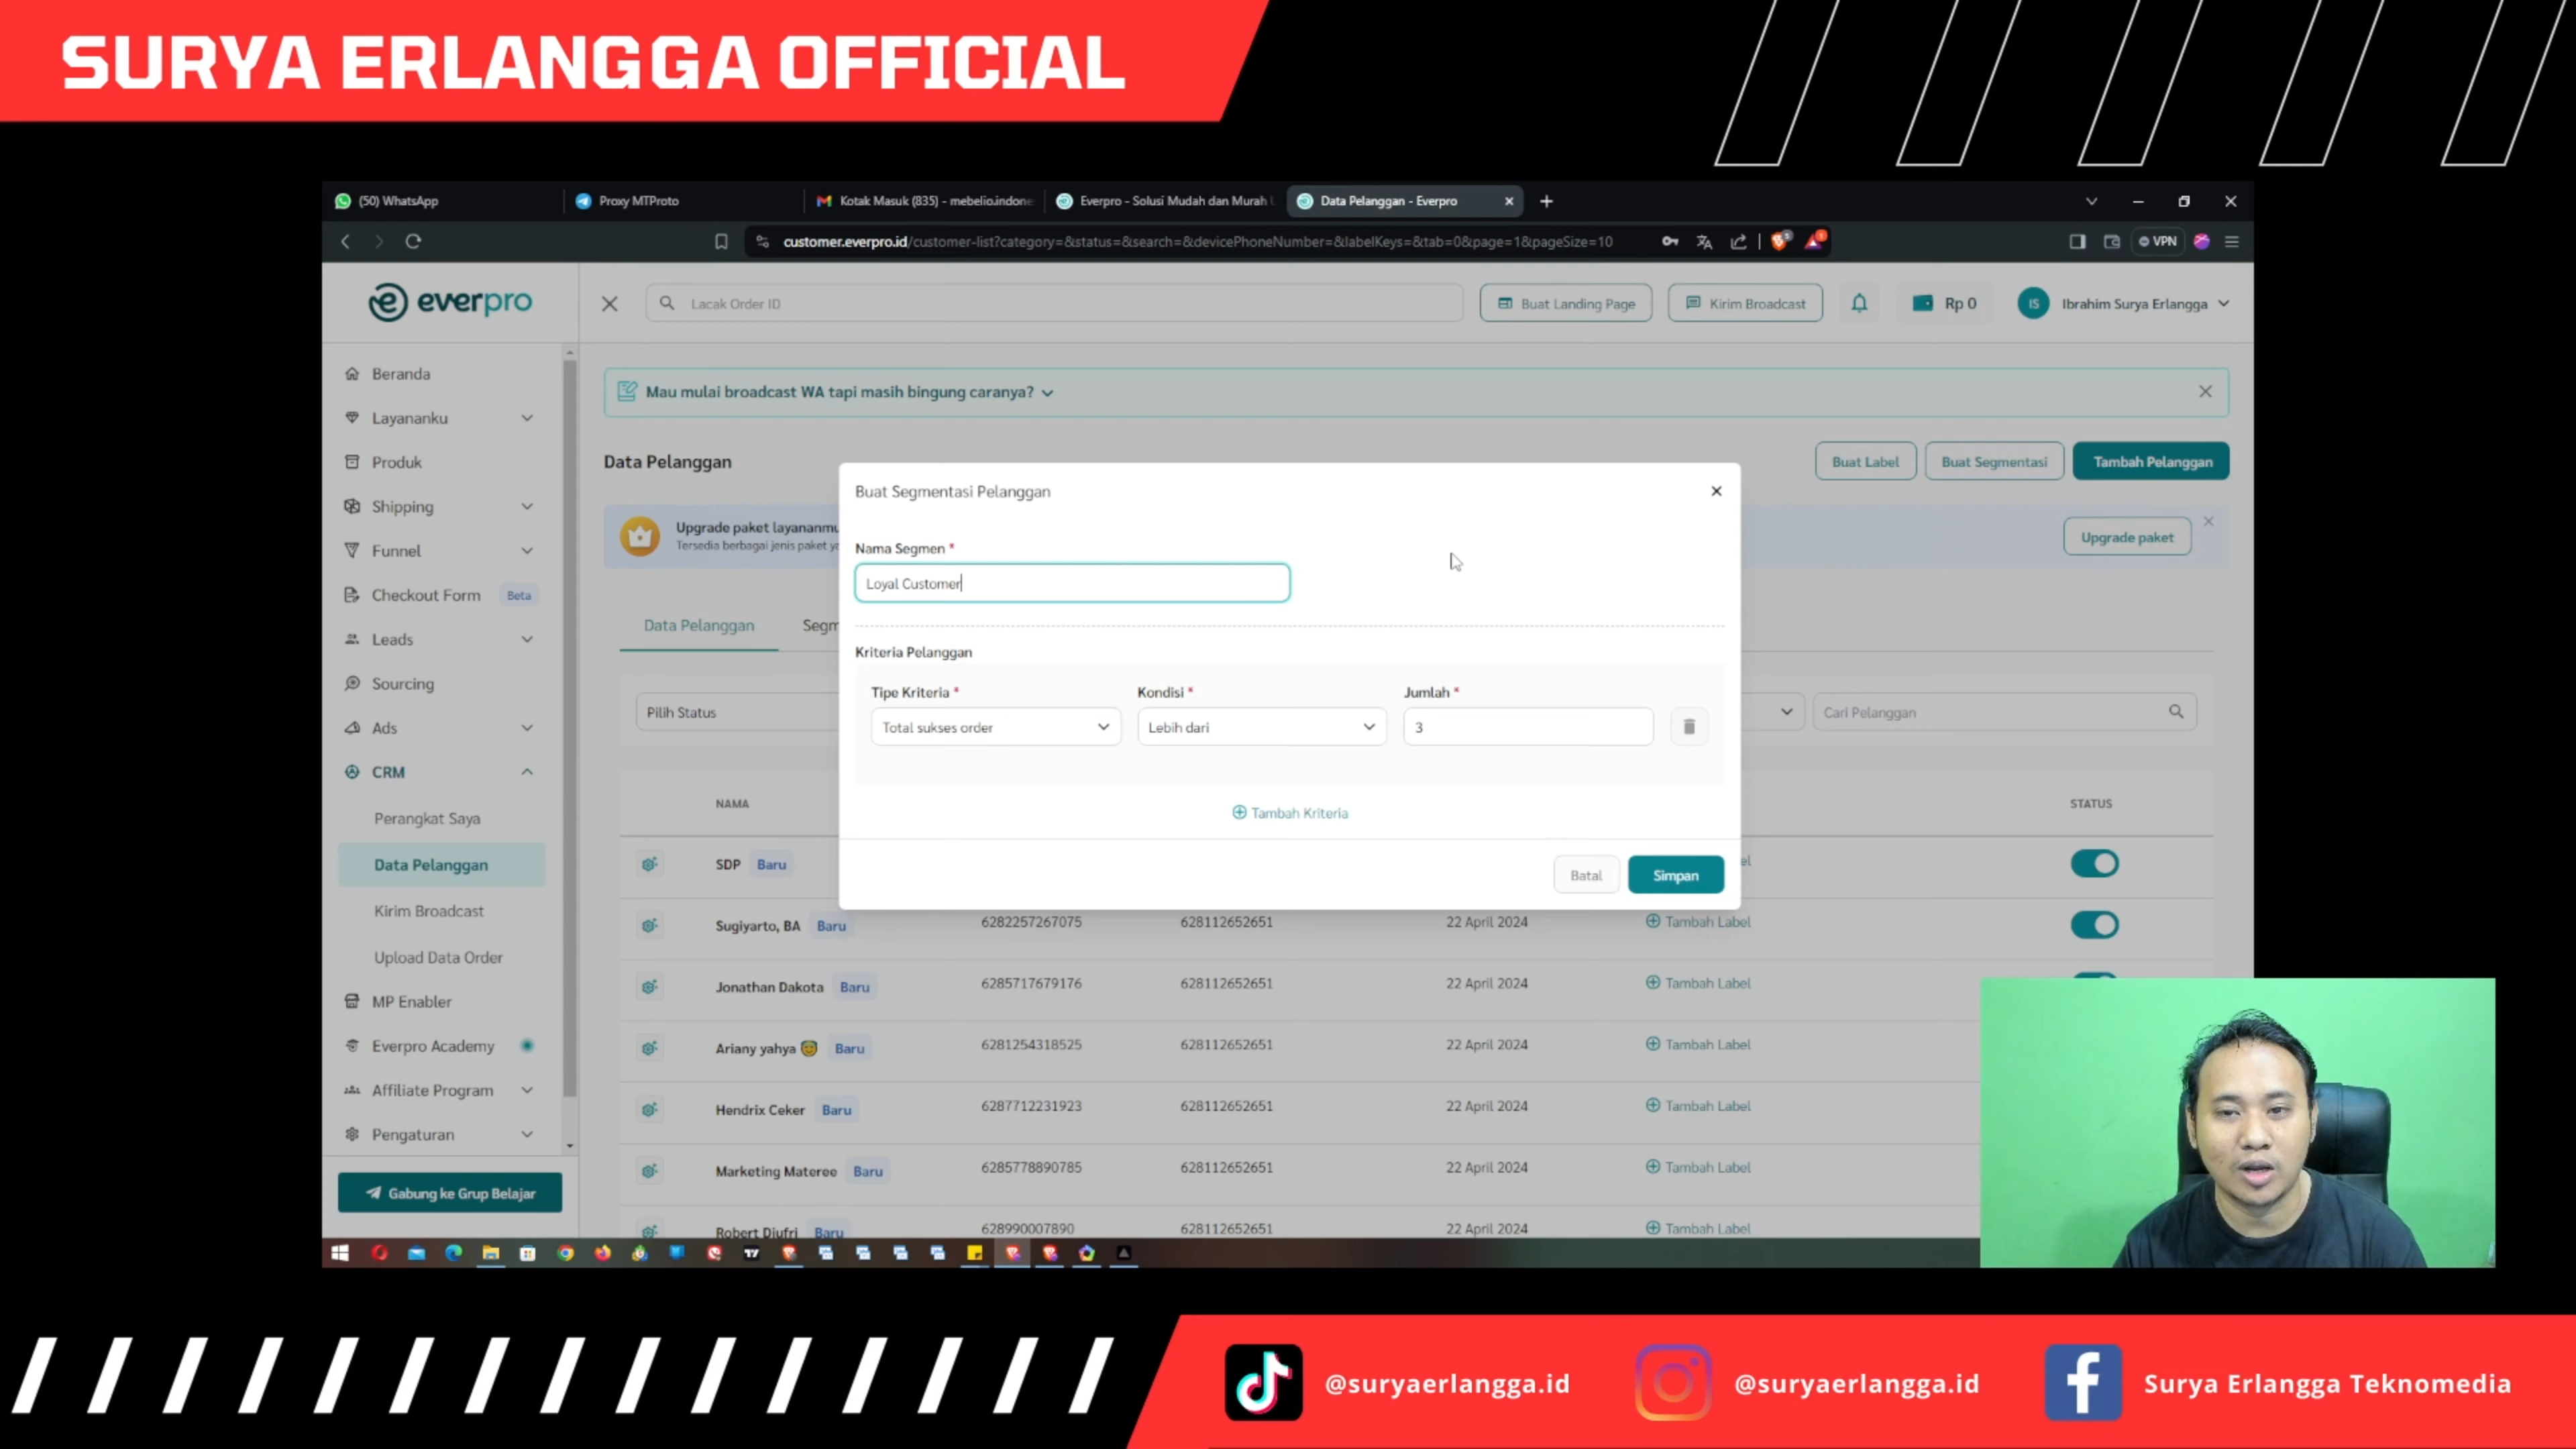 SURYA ERLANGGA OFFICIAL
(50) WhatsApp
Proxy MTProto
Kotak Masuk (835) - mebelio.indone
Everpro - Solusi Mudah dan Murah
Data Pelanggan - Everpro
customer.everpro.id/customer-list?category=&status=&search=&devicePhoneNumber=&labelKeys=&tab=0&page=1&pageSize=10
VPN
everpro
Lacak Order ID
Buat Landing Page
Kirim Broadcast
Rp 0
IS
Ibrahim Surya Erlangga
Beranda
Layananku
Produk
Shipping
Funnel
Checkout Form Beta
Leads
Sourcing
Ads
CRM
Perangkat Saya
Data Pelanggan
Kirim Broadcast
Upload Data Order
MP Enabler
Everpro Academy
Affiliate Program
Pengaturan
Gabung ke Grup Belajar
Mau mulai broadcast WA tapi masih bingung caranya?
Data Pelanggan
Buat Label
Buat Segmentasi
Tambah Pelanggan
Upgrade paket layananmu
Tersedia berbagai jenis paket
Upgrade paket
Data Pelanggan
Segm
Pilih Status
Cari Pelanggan
Buat Segmentasi Pelanggan
Nama Segmen *
Loyal Customer
Kriteria Pelanggan
Tipe Kriteria *
Kondisi *
Jumlah *
Total sukses order
Lebih dari
3
Tambah Kriteria
Batal
Simpan
NAMA
STATUS
SDP Baru
el
Sugiyarto, BA Baru 6282257267075 628112652651 22 April 2024 Tambah Label
Jonathan Dakota Baru 6285717679176 628112652651 22 April 2024 Tambah Label
Ariany yahya 😇 Baru 6281254318525 628112652651 22 April 2024 Tambah Label
Hendrix Ceker Baru 6287712231923 628112652651 22 April 2024 Tambah Label
Marketing Materee Baru 6285778890785 628112652651 22 April 2024 Tambah Label
Robert Djufri Baru 628990007890 628112652651 22 April 2024 Tambah Label
@suryaerlangga.id
@suryaerlangga.id
Surya Erlangga Teknomedia